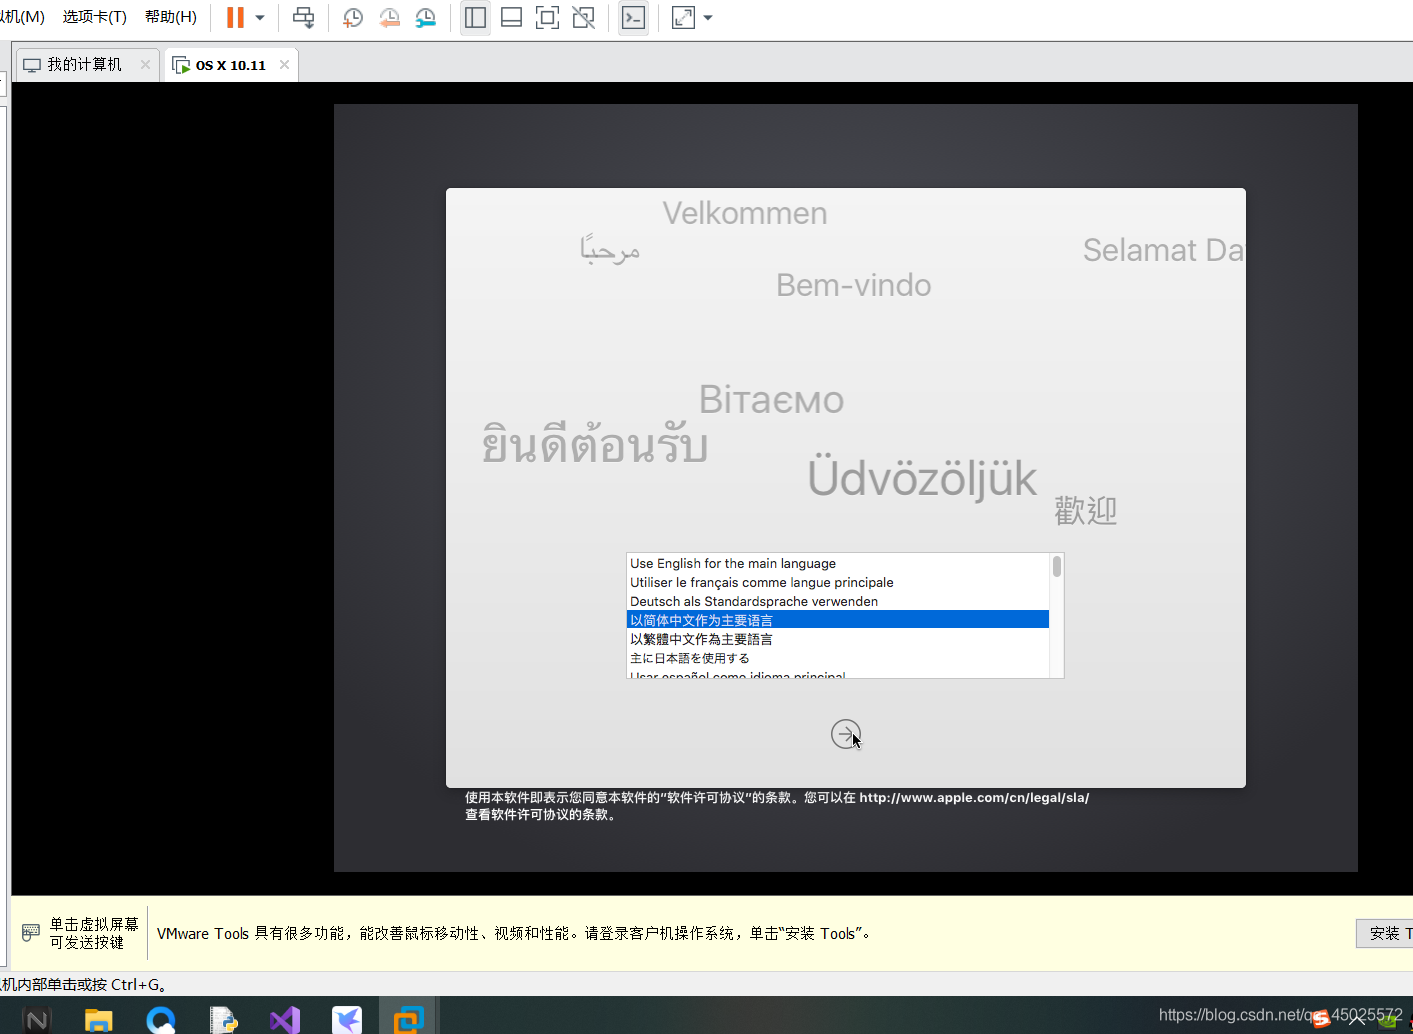 机(M) 选项卡(T) 帮助(H)
我的计算机 OS X 10.11
Velkommen
مرحبًا
Selamat Da
Bem-vindo
Вітаємо
ยินดีต้อนรับ
Üdvözöljük
歡迎
Use English for the main language
Utiliser le français comme langue principale
Deutsch als Standardsprache verwenden
以简体中文作为主要语言
以繁體中文作為主要語言
主に日本語を使用する
Usar español como idioma principal
使用本软件即表示您同意本软件的“软件许可协议”的条款。您可以在 http://www.apple.com/cn/legal/sla/
查看软件许可协议的条款。
单击虚拟屏幕
可发送按键
VMware Tools 具有很多功能，能改善鼠标移动性、视频和性能。请登录客户机操作系统，单击“安装 Tools”。
安装 T
机内部单击或按 Ctrl+G。